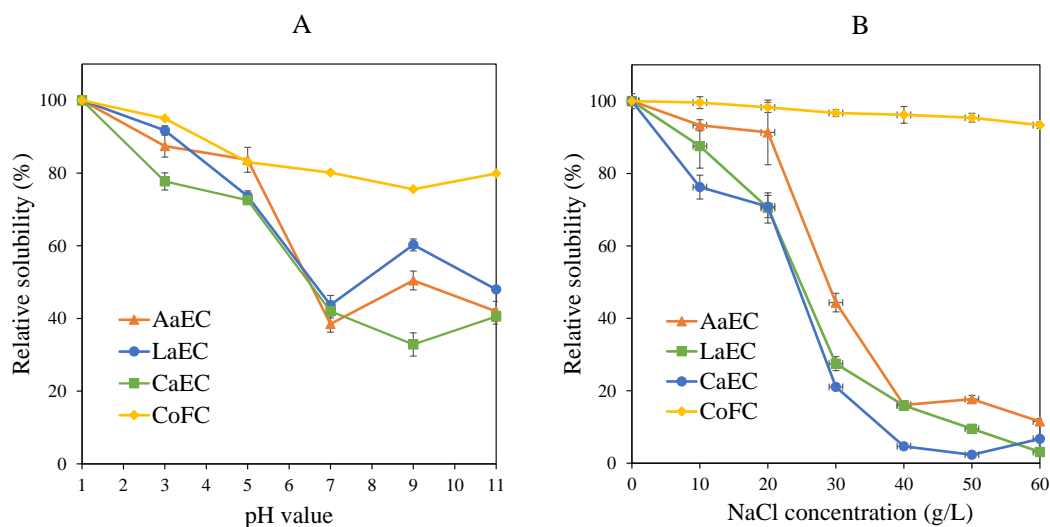 A
B
Relative solubility (%)
100
80
60
40
20
0
AaEC
LaEC
CaEC
CoFC
1 2 3 4 5 6 7 8 9 10 11
pH value
Relative solubility (%)
100
80
60
40
20
0
AaEC
LaEC
CaEC
CoFC
0 10 20 30 40 50 60
NaCl concentration (g/L)